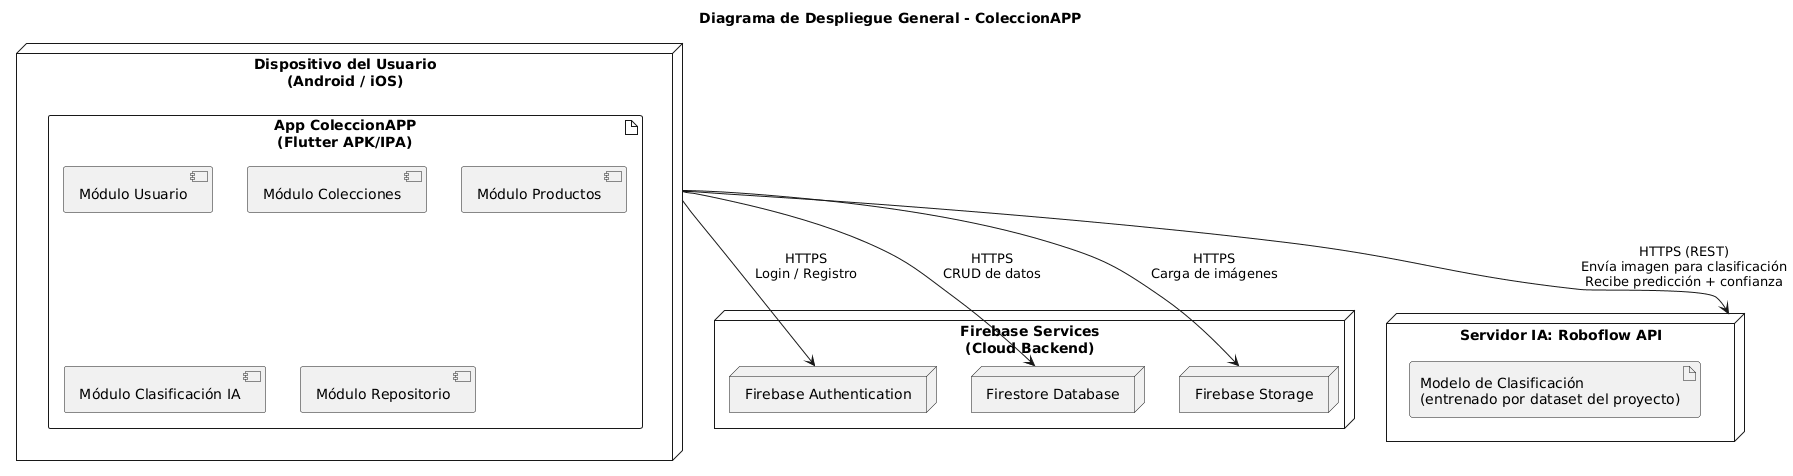 Diagrama de Despliegue General - ColeccionAPP
Dispositivo del Usuario
(Android / iOS)
App ColeccionAPP
(Flutter APK/IPA)
Módulo Usuario
Módulo Colecciones
Módulo Productos
Módulo Clasificación IA
Módulo Repositorio
HTTPS
Login / Registro
HTTPS
CRUD de datos
HTTPS
Carga de imágenes
HTTPS (REST)
Envía imagen para clasificación
Recibe predicción + confianza
Firebase Services
(Cloud Backend)
Firebase Authentication
Firestore Database
Firebase Storage
Servidor IA: Roboflow API
Modelo de Clasificación
(entrenado por dataset del proyecto)